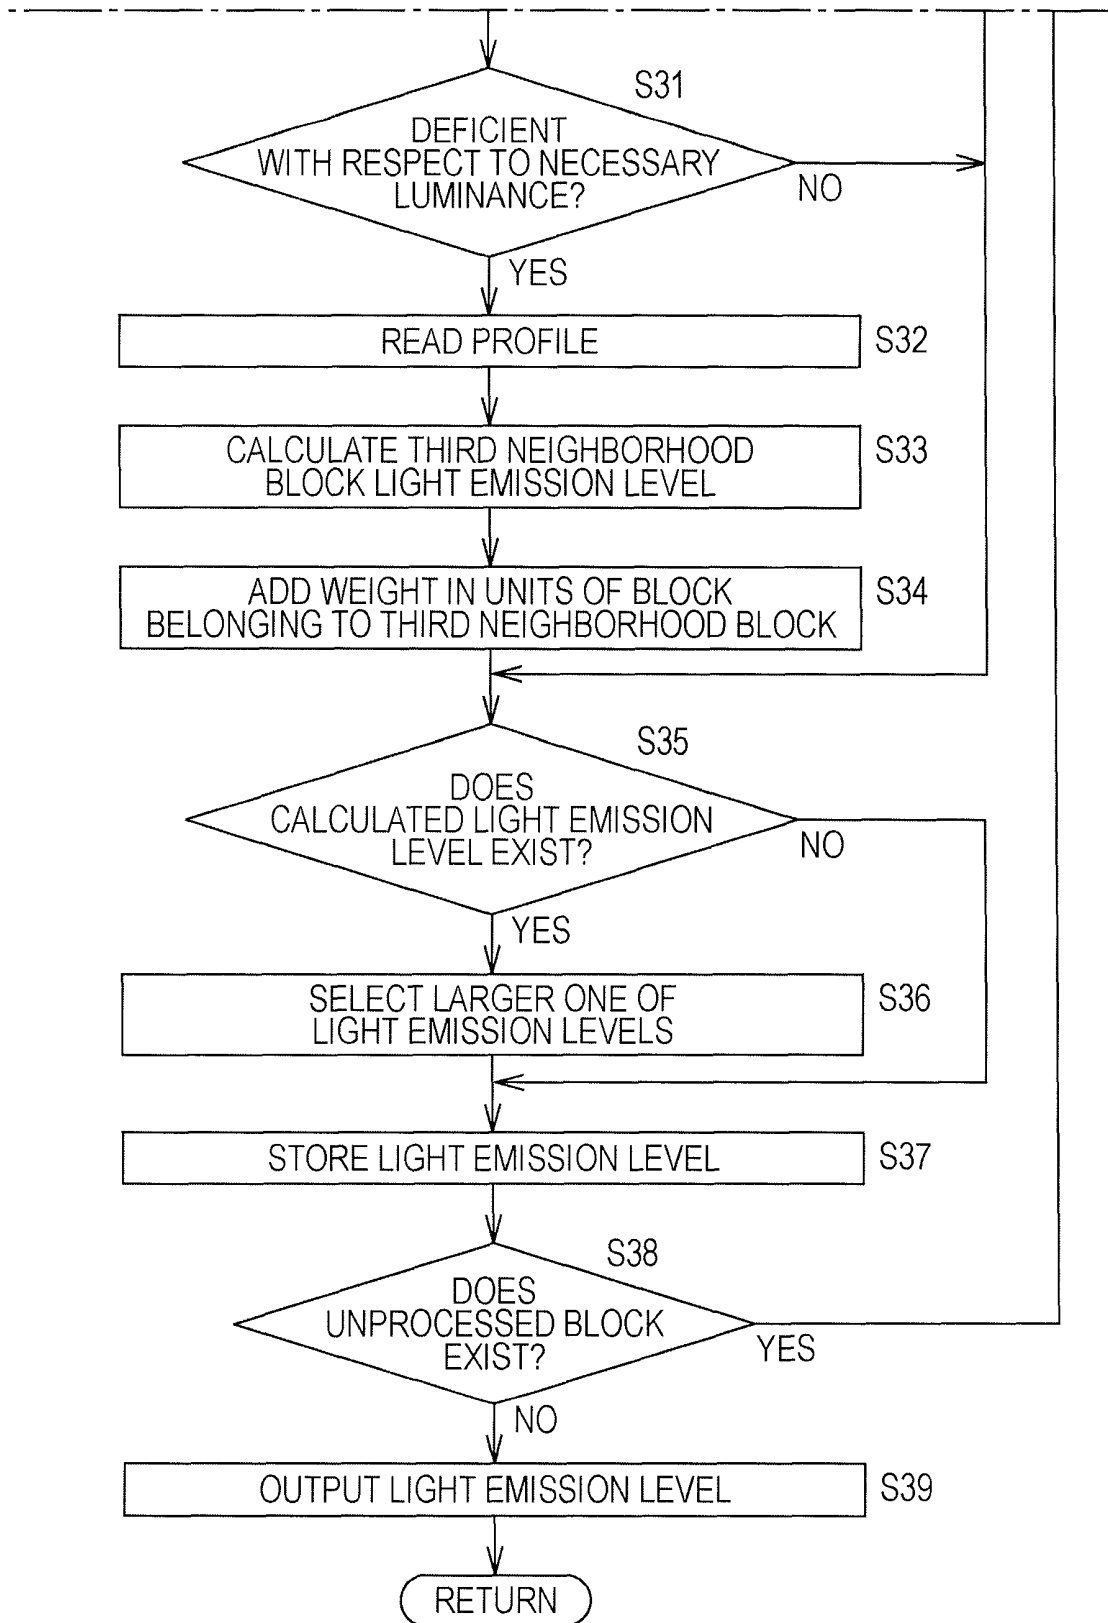 S31
DEFICIENT
WITH RESPECT TO NECESSARY
LUMINANCE?
NO
YES
READ PROFILE
S32
CALCULATE THIRD NEIGHBORHOOD
BLOCK LIGHT EMISSION LEVEL
S33
ADD WEIGHT IN UNITS OF BLOCK
BELONGING TO THIRD NEIGHBORHOOD BLOCK
S34
S35
DOES
CALCULATED LIGHT EMISSION
LEVEL EXIST?
NO
YES
SELECT LARGER ONE OF
LIGHT EMISSION LEVELS
S36
STORE LIGHT EMISSION LEVEL
S37
S38
DOES
UNPROCESSED BLOCK
EXIST?
YES
NO
OUTPUT LIGHT EMISSION LEVEL
S39
RETURN